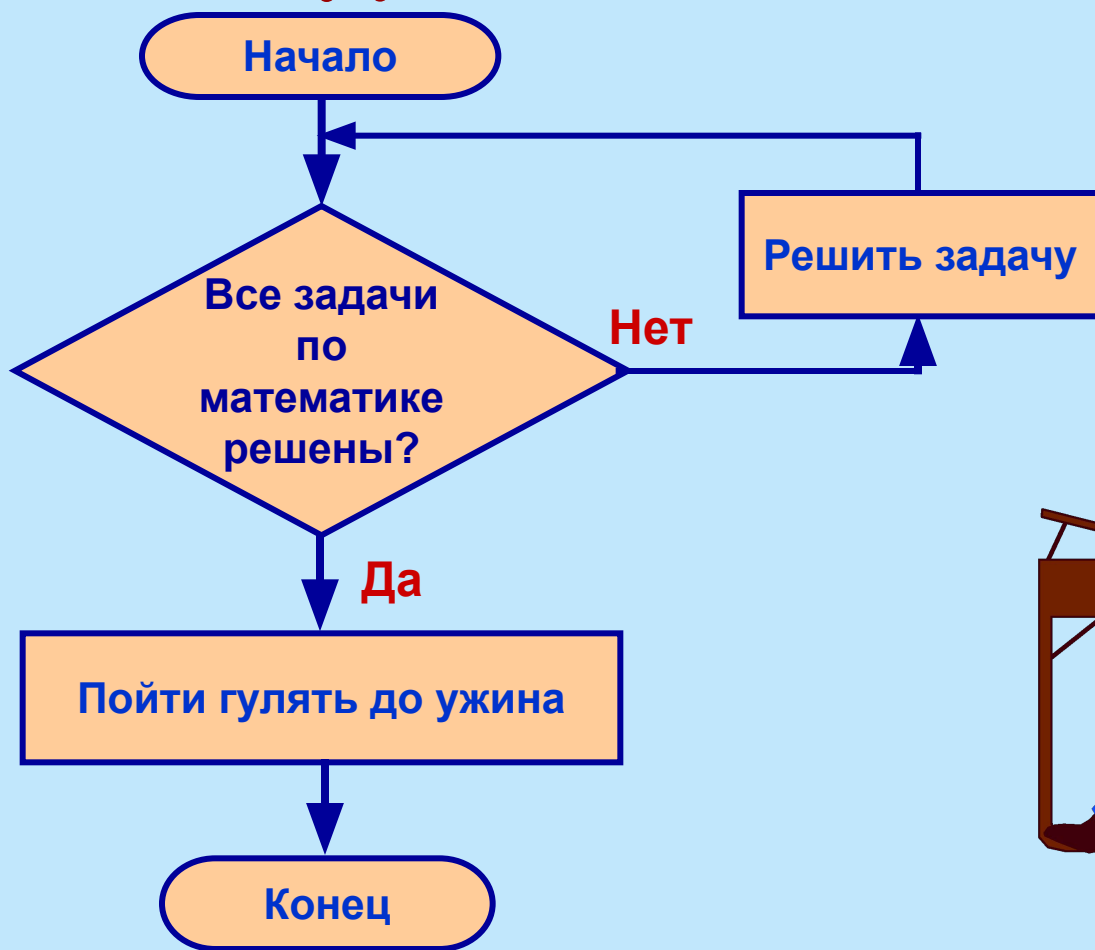 Начало
Решить задачу
Все задачи
по
математике
решены?
Нет
Да
Пойти гулять до ужина
Конец